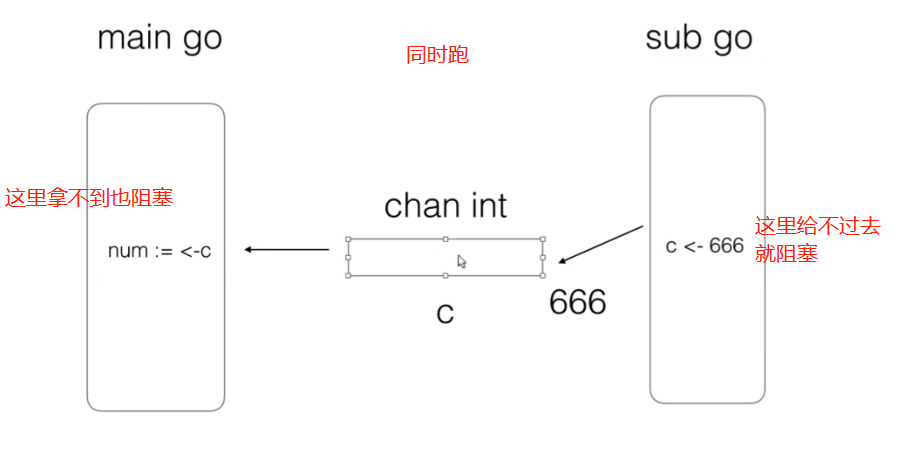 main go
同时跑
sub go
这里拿不到也阻塞
chan int
num := <-c
c <- 666
这里给不过去
就阻塞
666
c